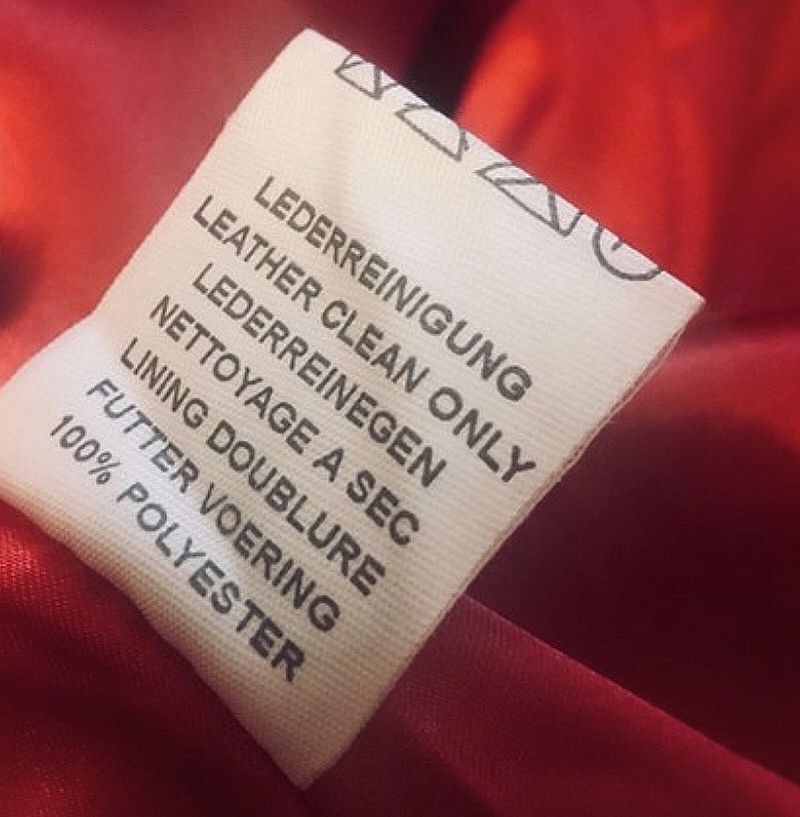 LEDERREINIGUNG
LEATHER CLEAN ONLY
LEDERREINEGEN
NETTOYAGE A SEC
LINING DOUBLURE
FUTTER VOERING
100% POLYESTER